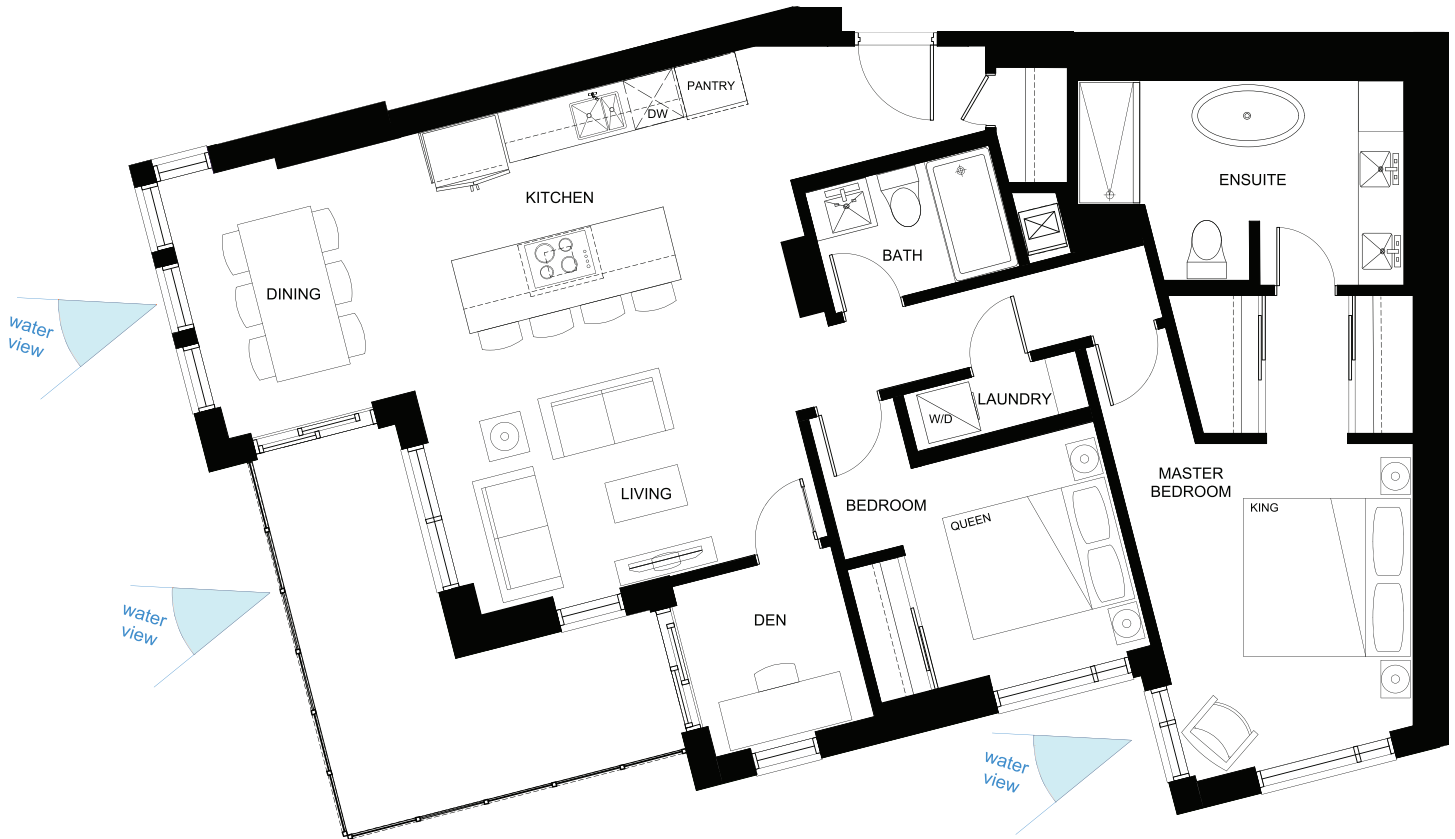 PANTRY
DW
KITCHEN
ENSUITE
BATH
DINING
water
view
LAUNDRY
W/D
MASTER
BEDROOM
LIVING
BEDROOM
QUEEN
KING
water
view
DEN
water
view